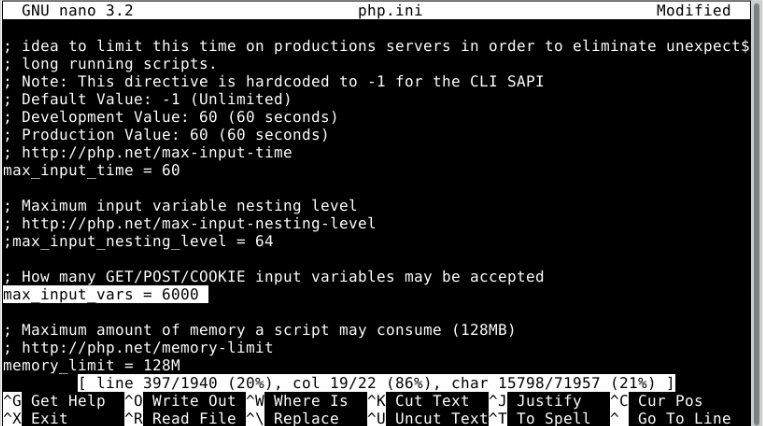 GNU nano 3.2 php.ini Modified
; idea to limit this time on productions servers in order to eliminate unexpect$
; long running scripts.
; Note: This directive is hardcoded to -1 for the CLI SAPI
; Default Value: -1 (Unlimited)
; Development Value: 60 (60 seconds)
; Production Value: 60 (60 seconds)
; http://php.net/max-input-time
max_input_time = 60
; Maximum input variable nesting level
; http://php.net/max-input-nesting-level
;max_input_nesting_level = 64
; How many GET/POST/COOKIE input variables may be accepted
max_input_vars = 6000
; Maximum amount of memory a script may consume (128MB)
; http://php.net/memory-limit
memory_limit = 128M
[ line 397/1940 (20%), col 19/22 (86%), char 15798/71957 (21%) ]
^G Get Help ^O Write Out ^W Where Is ^K Cut Text ^J Justify ^C Cur Pos
^X Exit ^R Read File ^\ Replace ^U Uncut Text ^T To Spell ^_ Go To Line